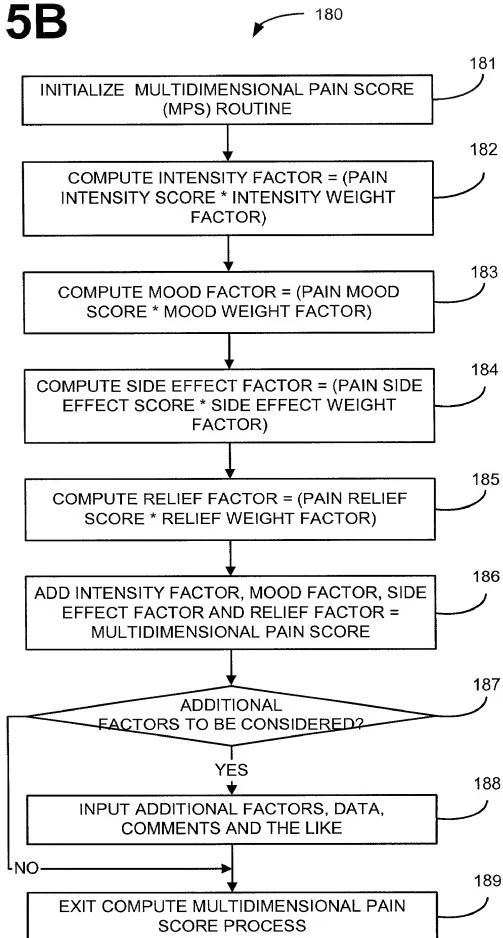 5B
180
181
INITIALIZE MULTIDIMENSIONAL PAIN SCORE
(MPS) ROUTINE
182
COMPUTE INTENSITY FACTOR = (PAIN
INTENSITY SCORE * INTENSITY WEIGHT
FACTOR)
183
COMPUTE MOOD FACTOR = (PAIN MOOD
SCORE * MOOD WEIGHT FACTOR)
184
COMPUTE SIDE EFFECT FACTOR = (PAIN SIDE
EFFECT SCORE * SIDE EFFECT WEIGHT
FACTOR)
185
COMPUTE RELIEF FACTOR = (PAIN RELIEF
SCORE * RELIEF WEIGHT FACTOR)
186
ADD INTENSITY FACTOR, MOOD FACTOR, SIDE
EFFECT FACTOR AND RELIEF FACTOR =
MULTIDIMENSIONAL PAIN SCORE
187
ADDITIONAL
FACTORS TO BE CONSIDERED?
YES
188
INPUT ADDITIONAL FACTORS, DATA,
COMMENTS AND THE LIKE
NO
189
EXIT COMPUTE MULTIDIMENSIONAL PAIN
SCORE PROCESS